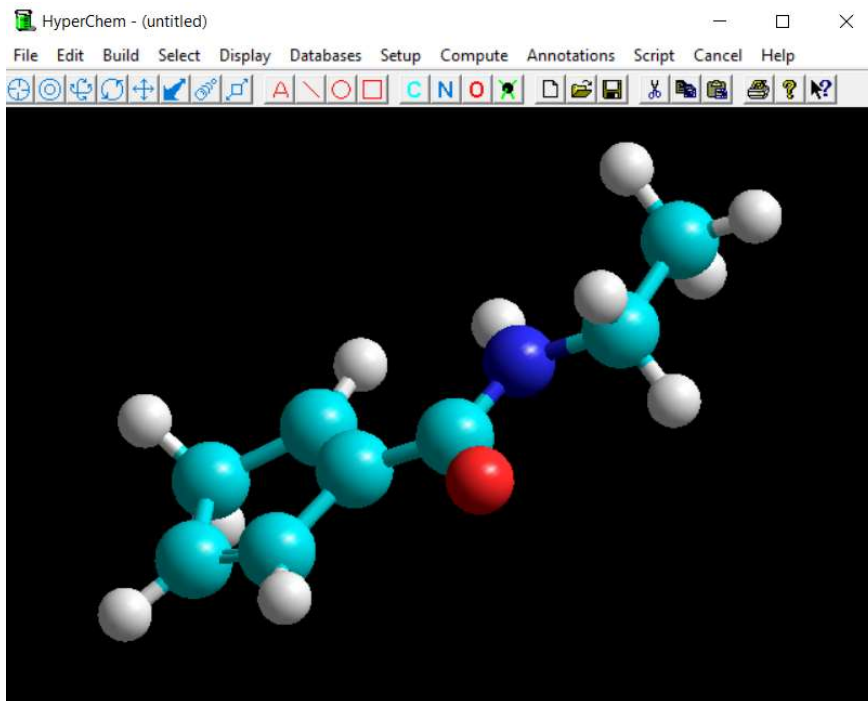 HyperChem - (untitled)
File Edit Build Select Display Databases Setup Compute Annotations Script Cancel Help
A C N O ? ?